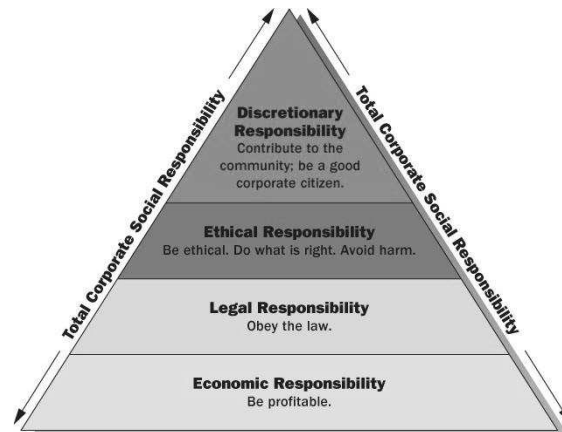 Total Corporate Social Responsibility
Total Corporate Social Responsibility
Discretionary
Responsibility
Contribute to the
community; be a good
corporate citizen.
Ethical Responsibility
Be ethical. Do what is right. Avoid harm.
Legal Responsibility
Obey the law.
Economic Responsibility
Be profitable.